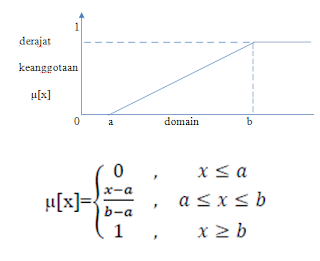 1
derajat
keanggotaan
μ[x]
0 a domain b
μ[x]={ 0 , x ≤ a
x−a/b−a , a ≤ x ≤ b
1 , x ≥ b